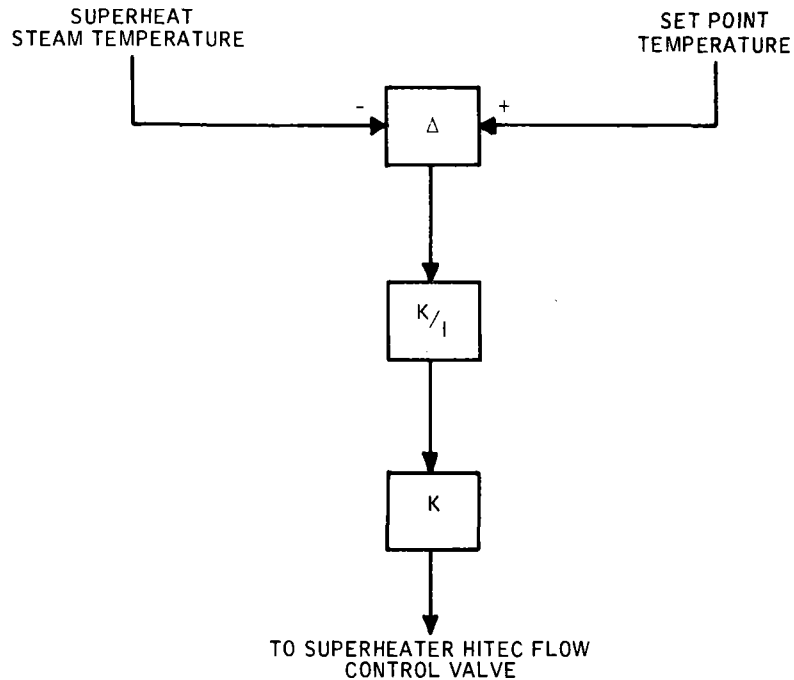 SUPERHEAT
STEAM TEMPERATURE
SET POINT
TEMPERATURE
-
+
Δ
K/
K
TO SUPERHEATER HITEC FLOW
CONTROL VALVE